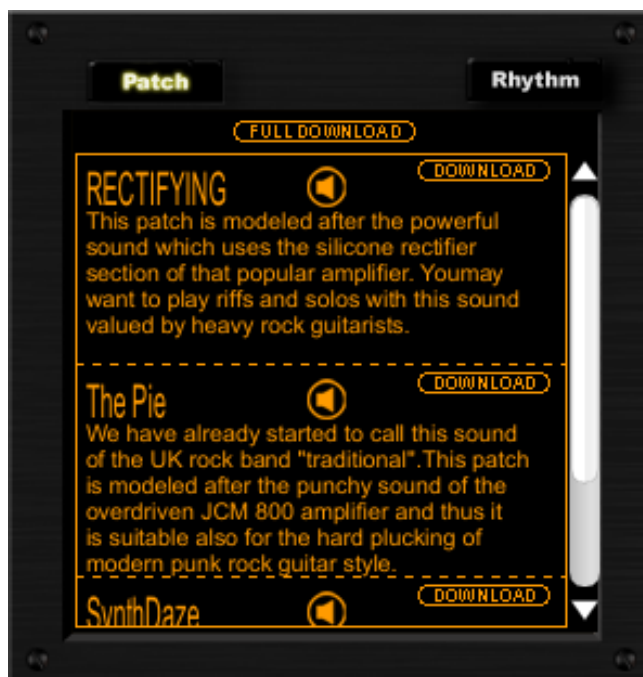 Patch
Rhythm
FULL DOWNLOAD
RECTIFYING
DOWNLOAD
This patch is modeled after the powerful
sound which uses the silicone rectifier
section of that popular amplifier. Youmay
want to play riffs and solos with this sound
valued by heavy rock guitarists.
The Pie
DOWNLOAD
We have already started to call this sound
of the UK rock band "traditional".This patch
is modeled after the punchy sound of the
overdriven JCM 800 amplifier and thus it
is suitable also for the hard plucking of
modern punk rock guitar style.
SynthDaze
DOWNLOAD